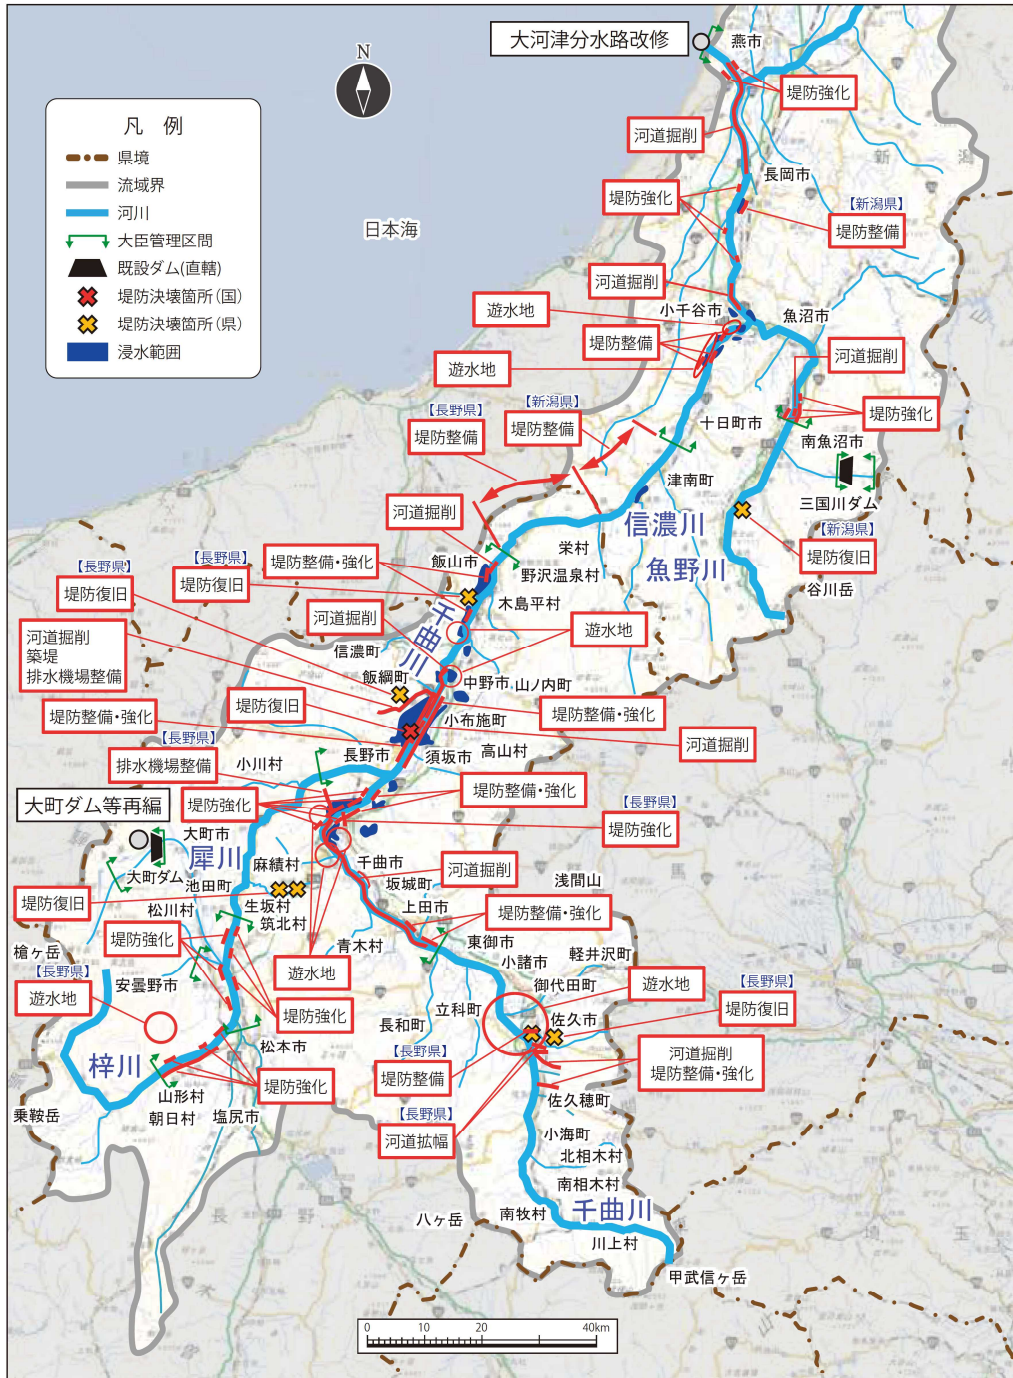 大河津分水路改修
燕市
N
堤防強化
凡 例
県境
流域界
河川
大臣管理区間
既設ダム(直轄)
堤防決壊箇所(国)
堤防決壊箇所(県)
浸水範囲
河道掘削
新
潟
長岡市
堤防強化
【新潟県】
堤防整備
日本海
河道掘削
遊水地
小千谷市
魚沼市
堤防整備
河道掘削
遊水地
堤防強化
【長野県】
堤防整備
【新潟県】
堤防整備
十日町市
南魚沼市
津南町
三国川ダム
河道掘削
信濃川
【新潟県】
堤防復旧
栄村
魚野川
堤防整備・強化
飯山市
野沢温泉村
谷川岳
【長野県】
堤防復旧
【長野県】
堤防復旧
木島平村
河道掘削
千曲川
遊水地
河道掘削
築堤
排水機場整備
信濃町
飯綱町
中野市
山ノ内町
堤防復旧
堤防整備・強化
小布施町
堤防整備・強化
河道掘削
【長野県】
排水機場整備
長野市
須坂市
高山村
小川村
堤防整備・強化
大町ダム等再編
堤防強化
【長野県】
堤防強化
大町市
犀川
麻績村
千曲市
河道掘削
大町ダム
池田町
坂城町
浅間山
堤防復旧
松川村
生坂村
筑北村
上田市
堤防整備・強化
堤防強化
青木村
東御市
槍ヶ岳
遊水地
小諸市
軽井沢町
【長野県】
遊水地
安曇野市
御代田町
遊水地
堤防強化
立科町
佐久市
【長野県】
堤防復旧
長和町
松本市
梓川
【長野県】
堤防整備
河道掘削
堤防整備・強化
堤防強化
山形村
乗鞍岳
朝日村
塩尻市
佐久穂町
【長野県】
河道拡幅
小海町
北相木村
南相木村
千曲川
南牧村
八ヶ岳
川上村
長
野
埼
玉
甲武信ヶ岳
0 10 20 40km